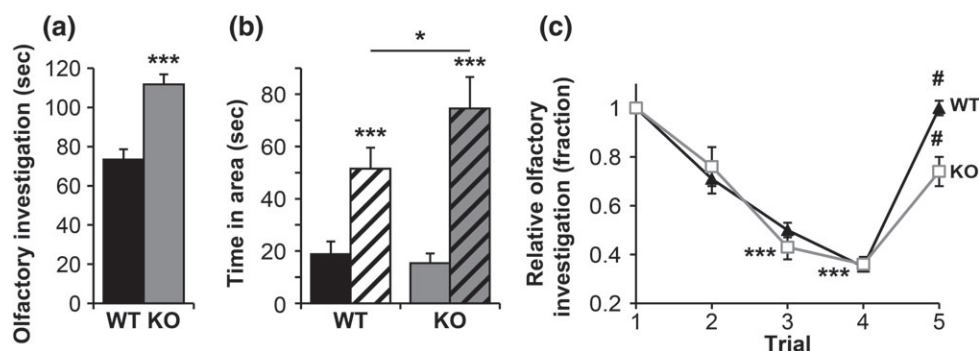 (a)
Olfactory investigation (sec)
120
100
80
60
40
20
0
***
WT KO
(b)
Time in area (sec)
80
60
40
20
0
*
***
***
WT
KO
(c)
Relative olfactory
investigation (fraction)
1
0.8
0.6
0.4
0.2
#
WT
#
KO
***
***
1 2 3 4 5
Trial